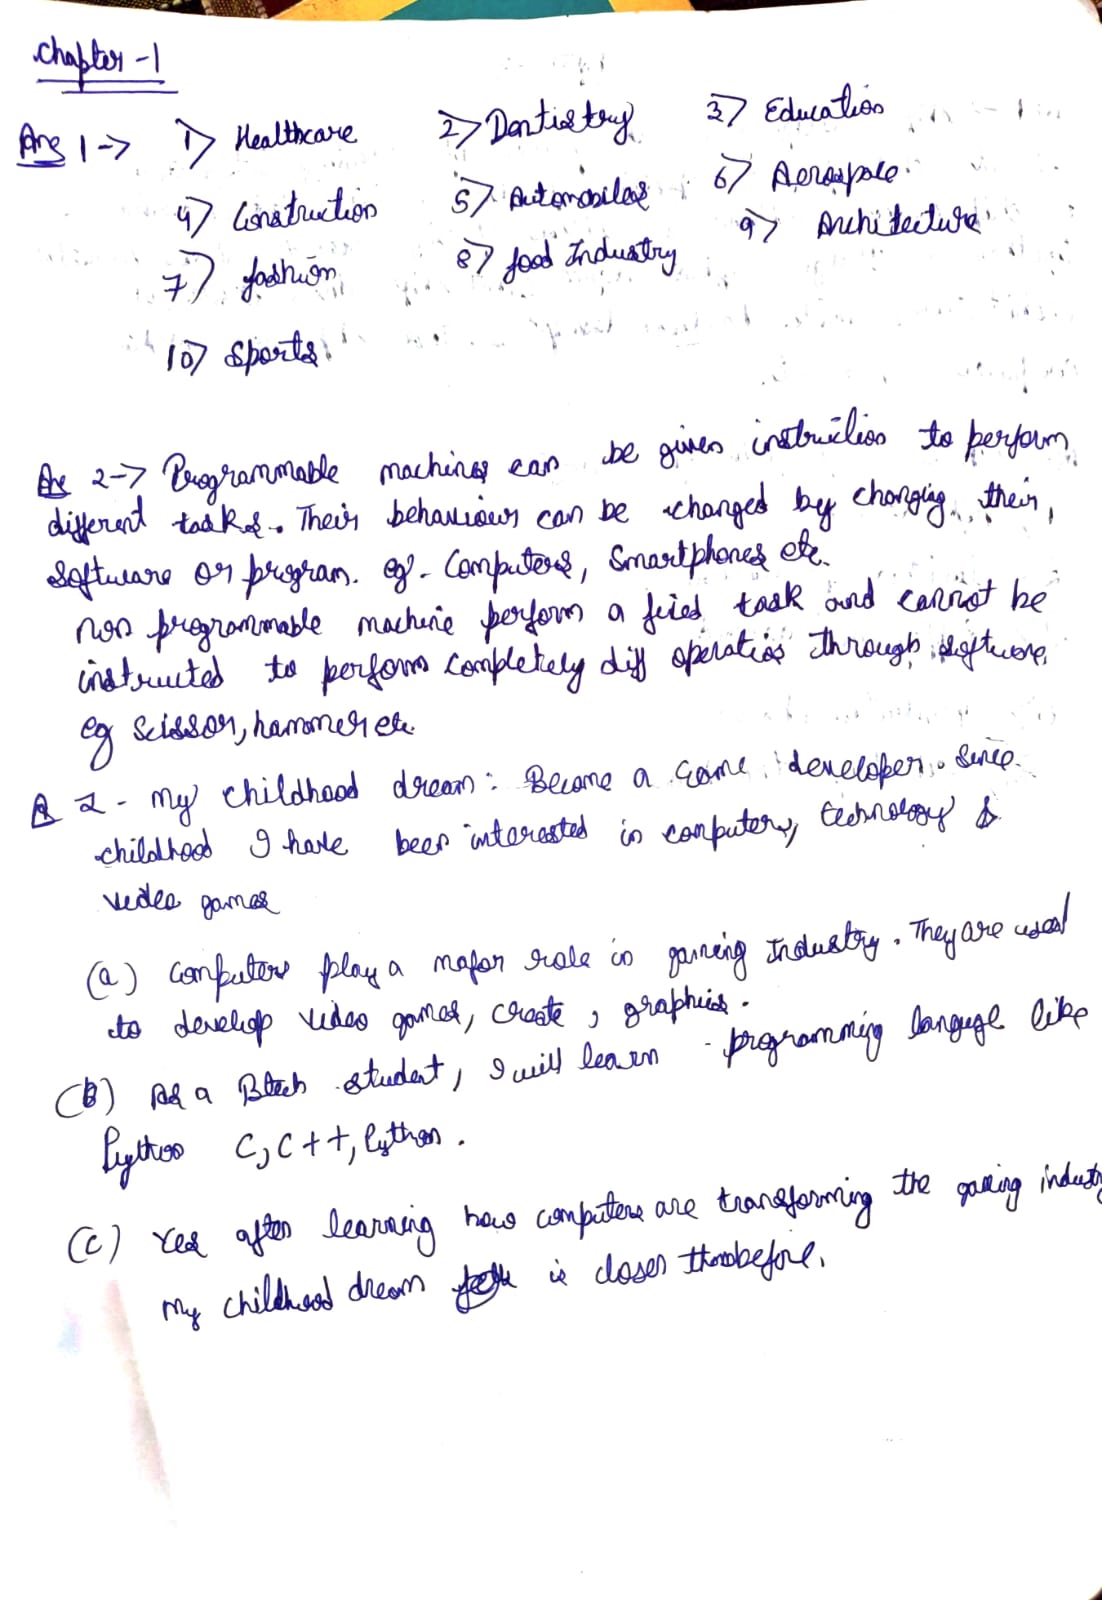 Chapter -1
Ans 1 -> 1> Healthcare 2> Dentistry 3> Education
4> Construction 5> Automobiles 6> Aerospace.
7> fashion 8> food Industry 9> Architecture
10> Sports.
Ans 2-> Programmable machines can be given instruction to perform
different tasks. Their behaviour can be changed by changing their
software or program. eg- Computers, Smartphones etc.
non programmable machine perform a fixed task and cannot be
instructed to perform completely diff operation through software.
eg Scissor, hammer etc
Q 2 - My childhood dream: Become a Game developer. Since
childhood I have been interested in computers, technology &
video games
(a) Computers play a major role in gaming Industry. They are used
to develop video games, create, graphics.
(b) As a Btech student, I will learn programming languge like
Python C, C++, Python.
(c) Yes after learning how computers are transforming the gaming industry
My childhood dream is closer than before.